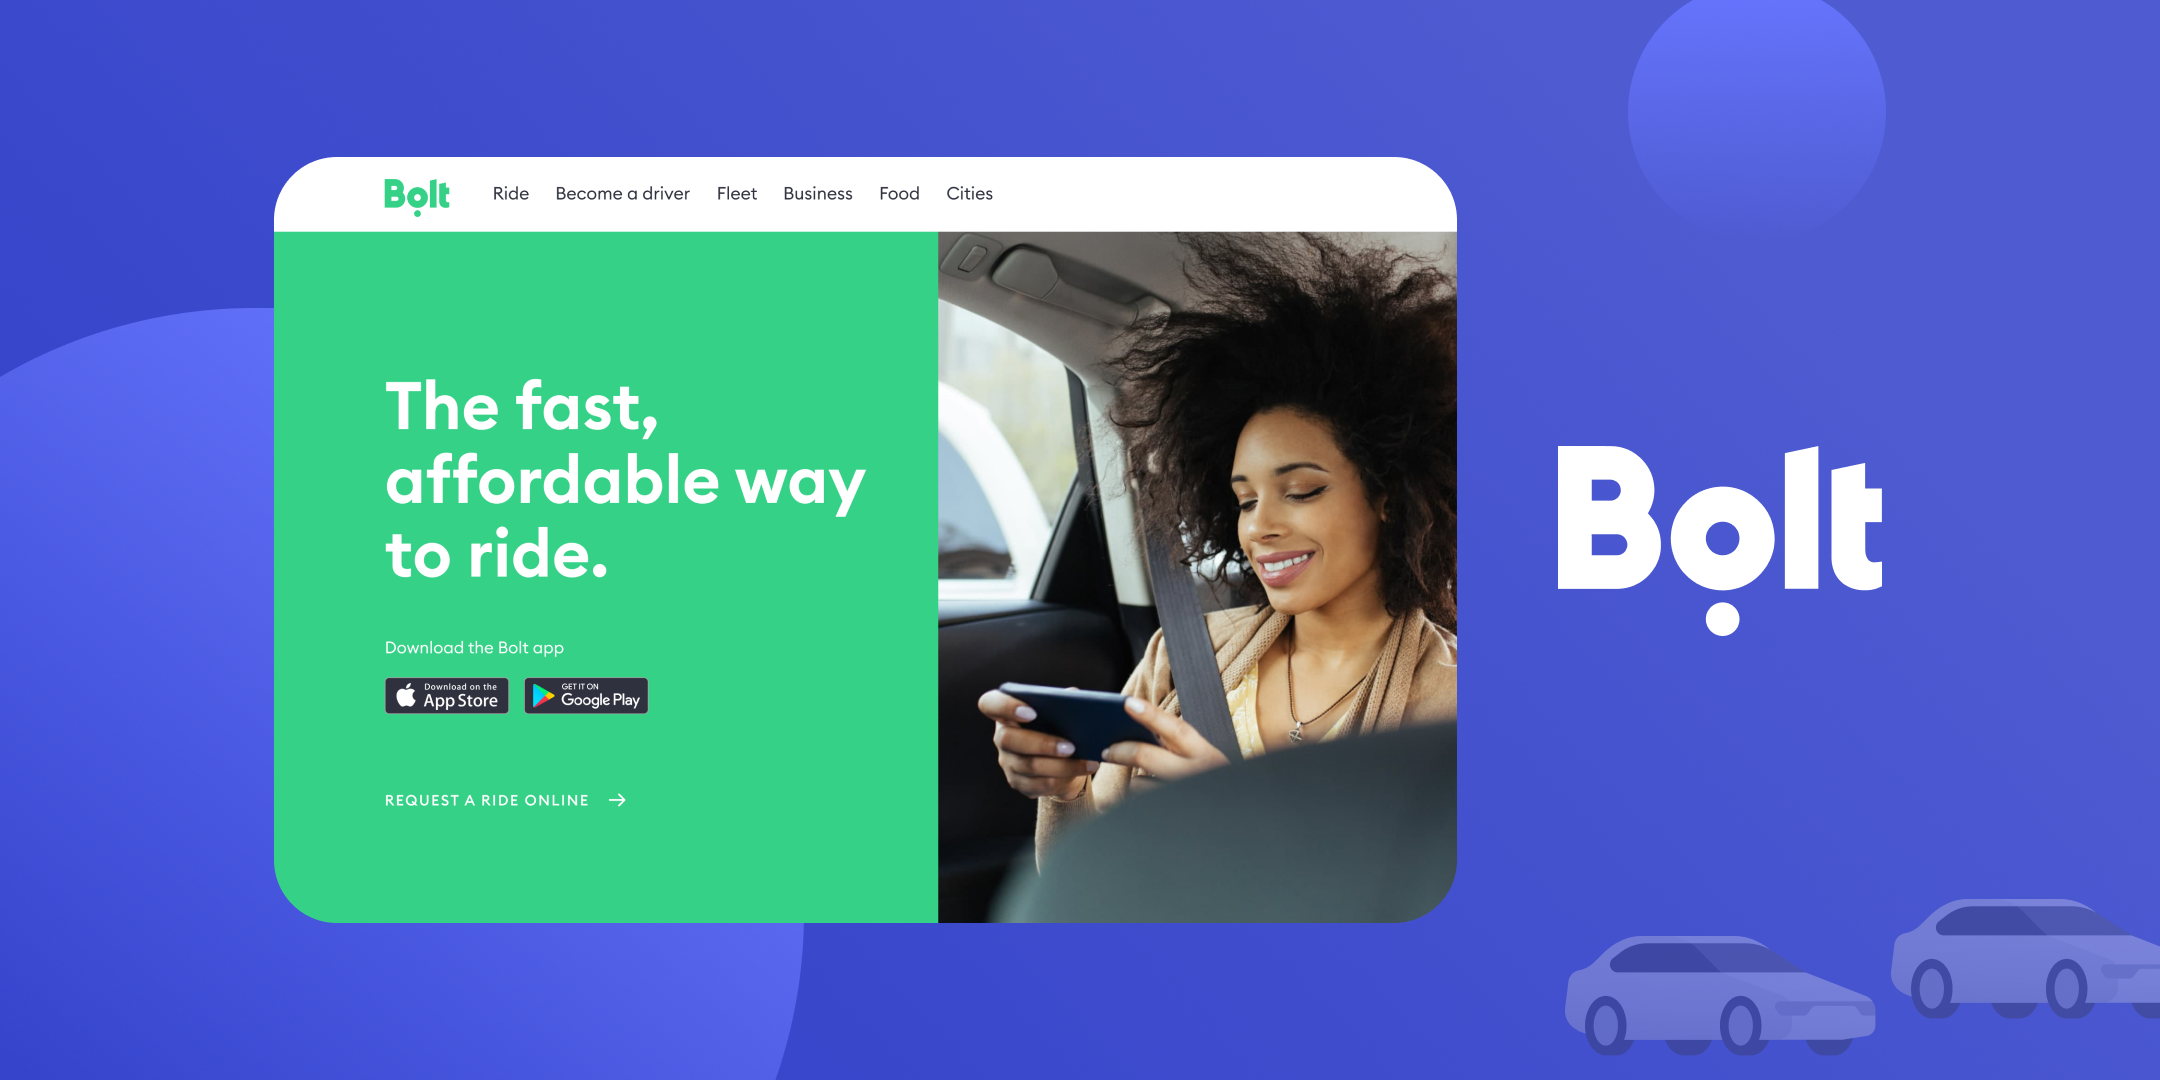 Bolt Ride Become a driver Fleet Business Food Cities
The fast,
affordable way
to ride.
Download the Bolt app
Download on the
App Store
GET IT ON
Google Play
REQUEST A RIDE ONLINE →
Bolt